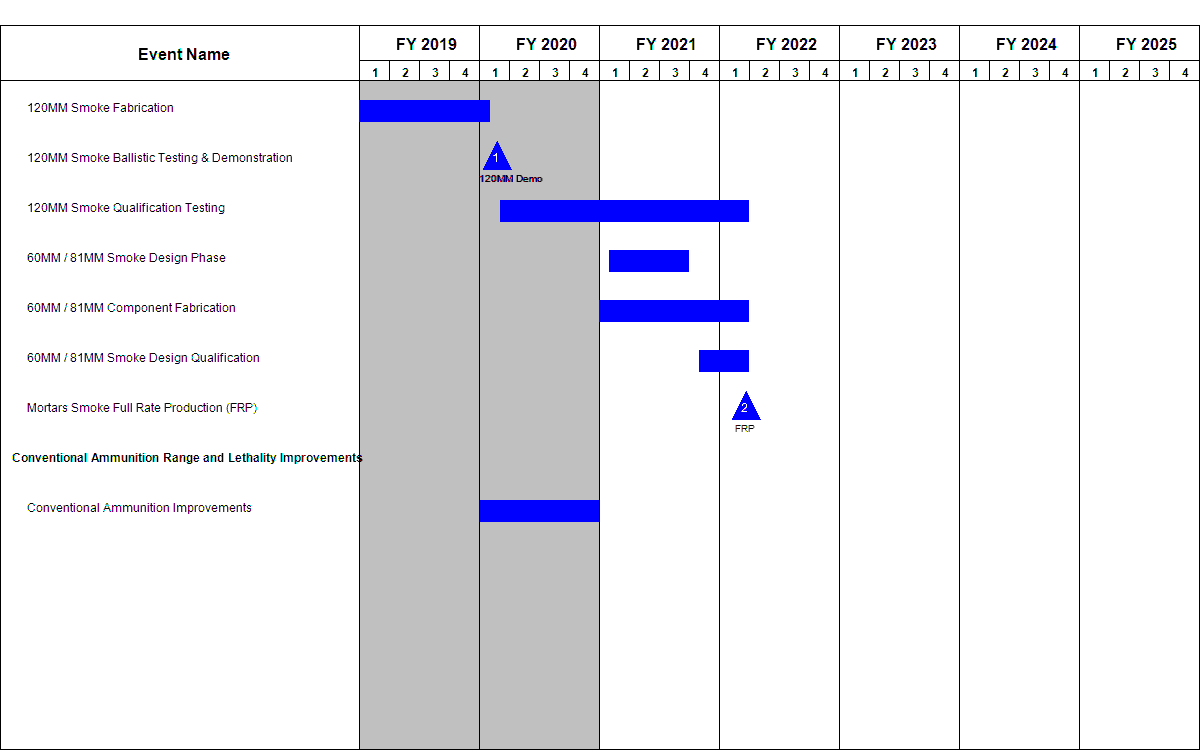 Event Name FY 2019 FY 2020 FY 2021 FY 2022 FY 2023 FY 2024 FY 2025
1 2 3 4 1 2 3 4 1 2 3 4 1 2 3 4 1 2 3 4 1 2 3 4 1 2 3 4
120MM Smoke Fabrication
120MM Smoke Ballistic Testing & Demonstration 1
120MM Demo
120MM Smoke Qualification Testing
60MM / 81MM Smoke Design Phase
60MM / 81MM Component Fabrication
60MM / 81MM Smoke Design Qualification
Mortars Smoke Full Rate Production (FRP) 2
FRP
Conventional Ammunition Range and Lethality Improvements
Conventional Ammunition Improvements